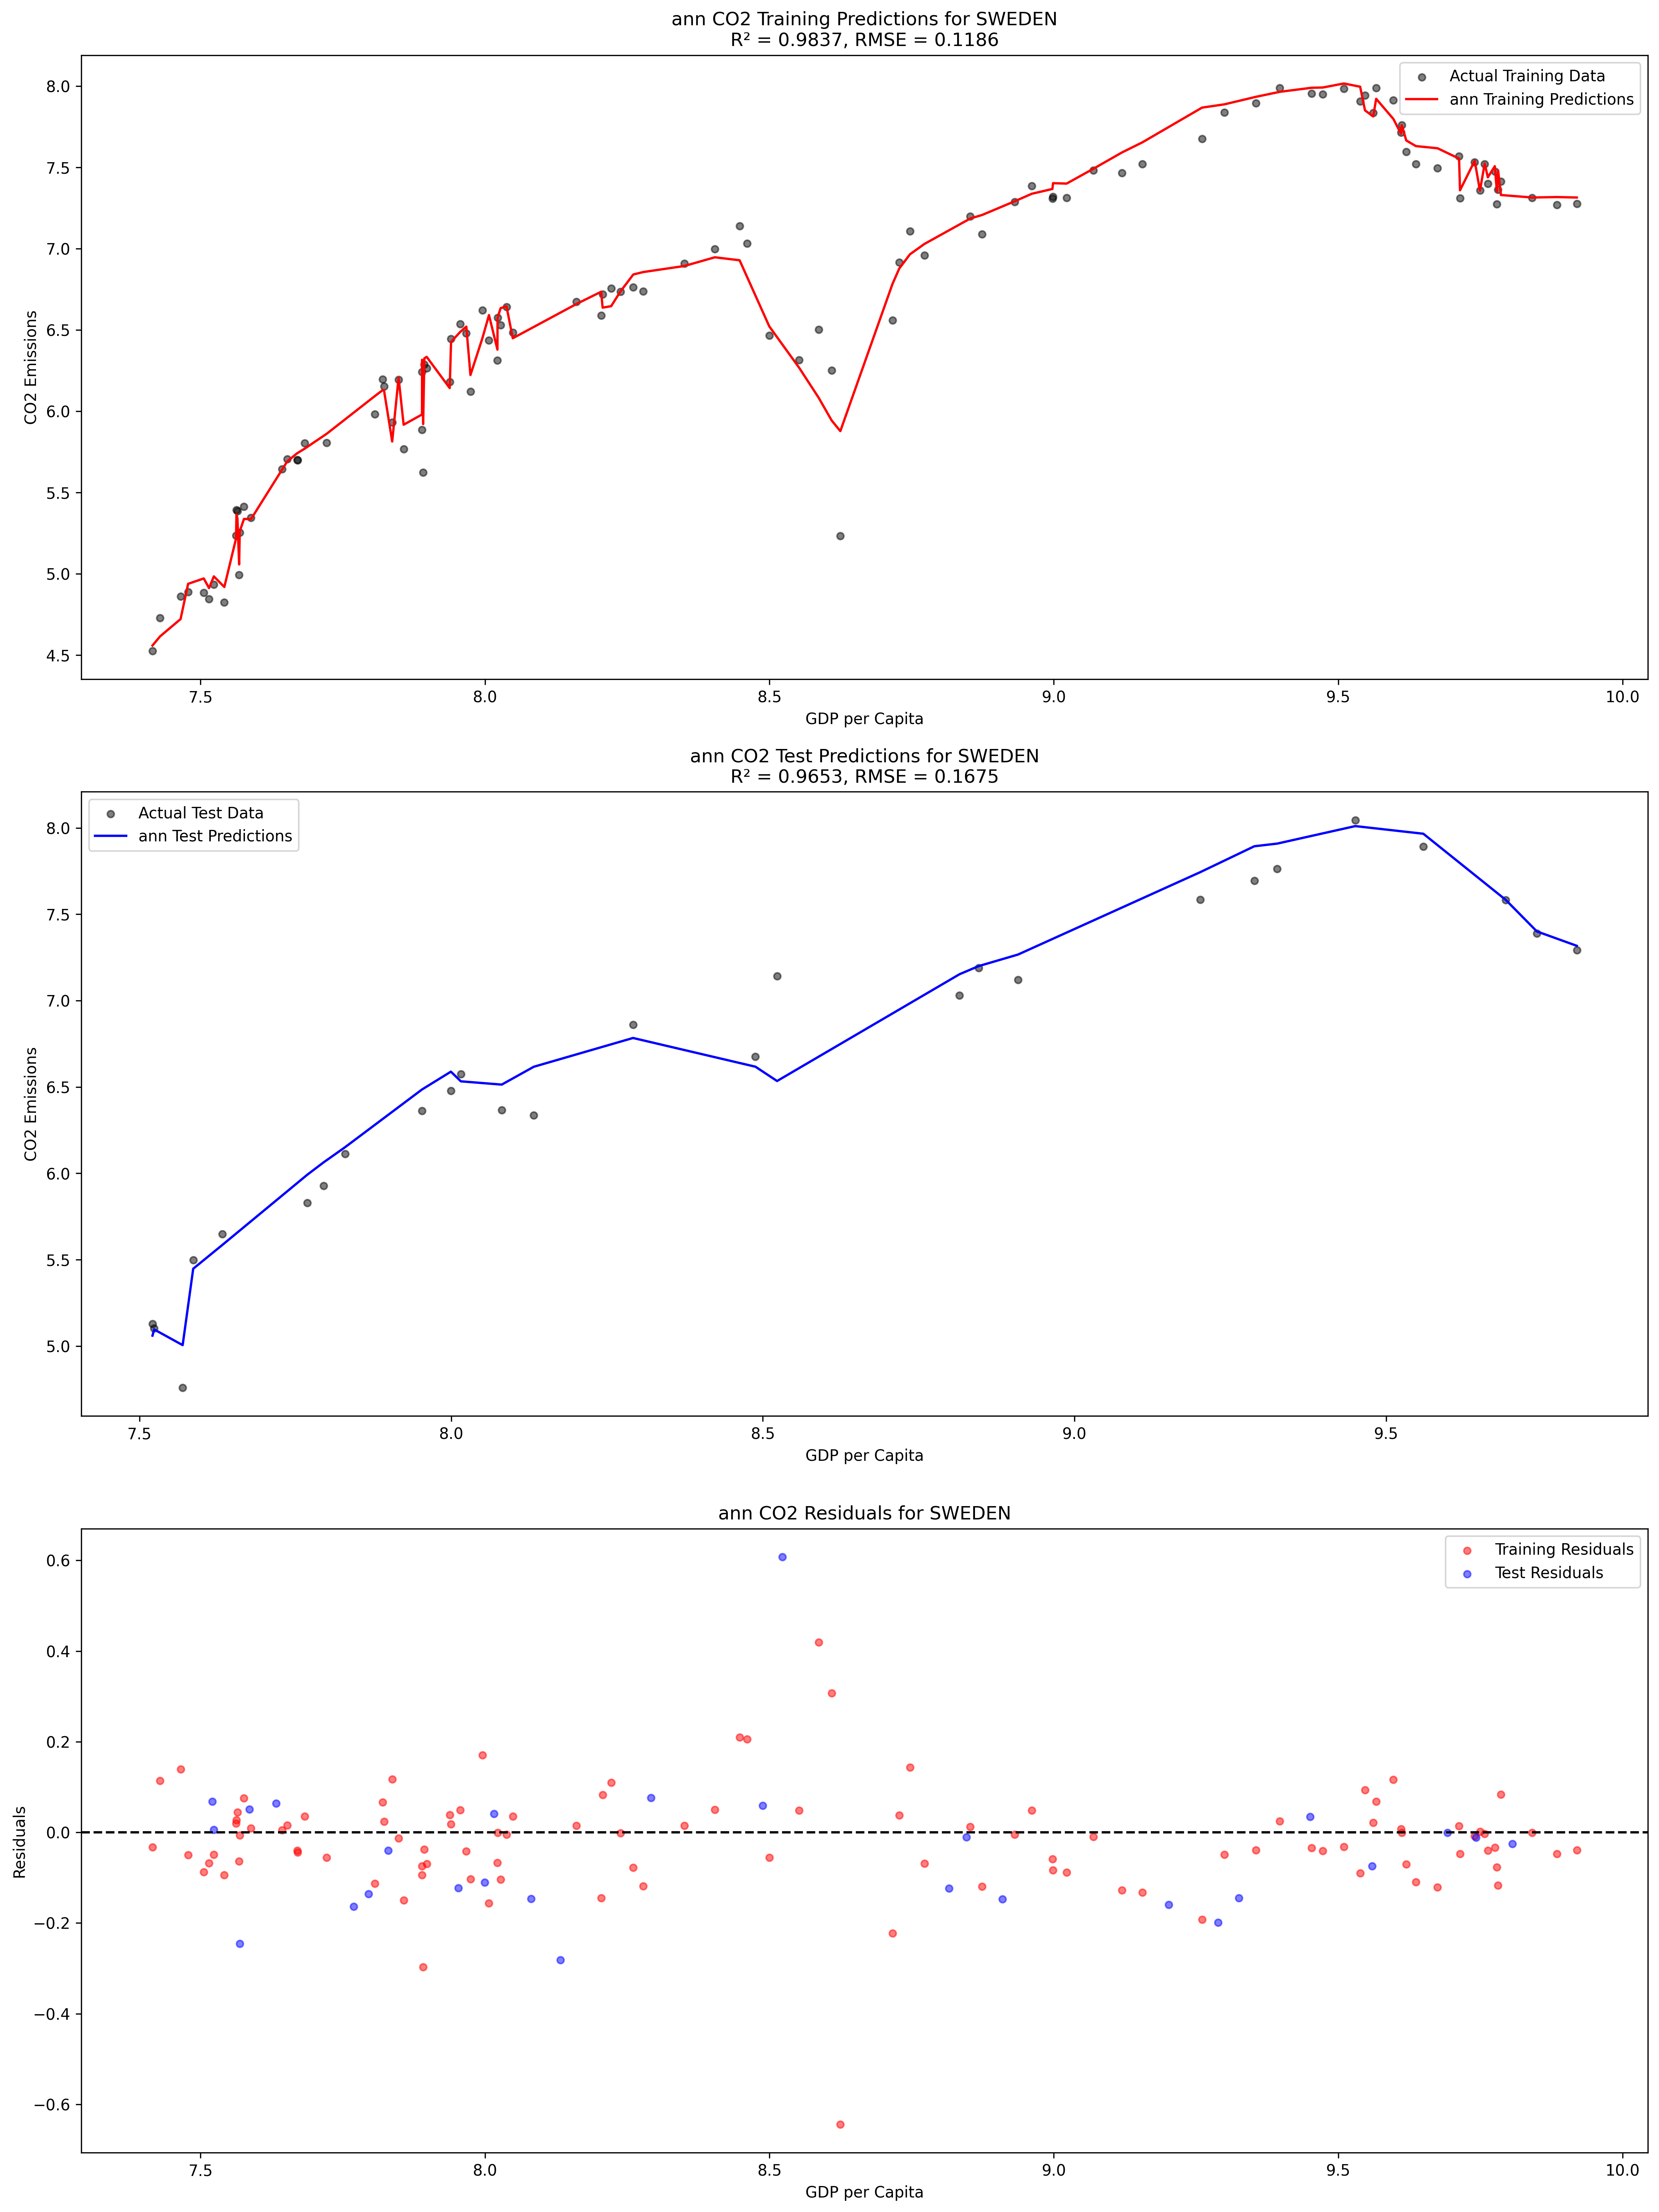 ann CO2 Training Predictions for SWEDEN
R² = 0.9837, RMSE = 0.1186
Actual Training Data
ann Training Predictions
CO2 Emissions
8.0
7.5
7.0
6.5
6.0
5.5
5.0
4.5
7.5 8.0 8.5 9.0 9.5 10.0
GDP per Capita
ann CO2 Test Predictions for SWEDEN
R² = 0.9653, RMSE = 0.1675
Actual Test Data
ann Test Predictions
CO2 Emissions
8.0
7.5
7.0
6.5
6.0
5.5
5.0
7.5 8.0 8.5 9.0 9.5
GDP per Capita
ann CO2 Residuals for SWEDEN
Training Residuals
Test Residuals
Residuals
0.6
0.4
0.2
0.0
−0.2
−0.4
−0.6
7.5 8.0 8.5 9.0 9.5 10.0
GDP per Capita